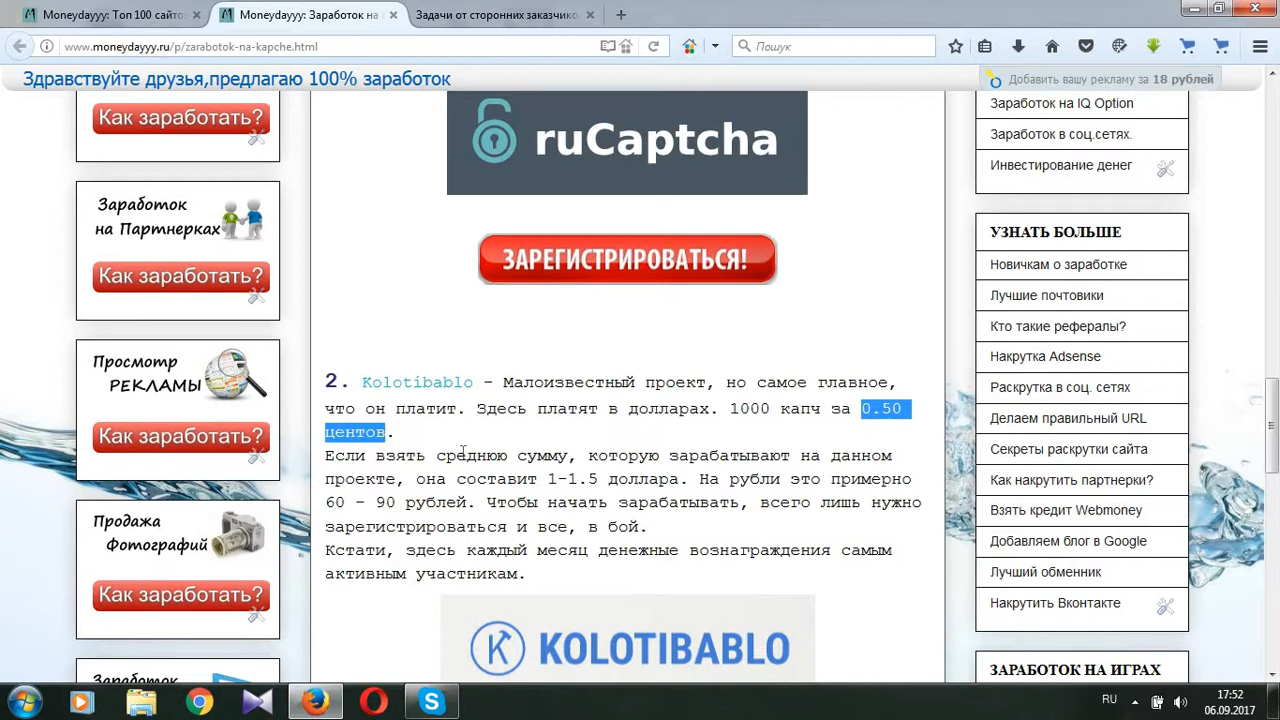 Moneydayyy: Топ 100 сайтов
Moneydayyy: Заработок на
Задачи от сторонних заказчико
www.moneydayyy.ru/p/zarabotok-na-kapche.html
Поиск
Здравствуйте друзья,предлагаю 100% заработок
Добавить вашу рекламу за 18 рублей
Как заработать?
Заработок
на Партнерках
Как заработать?
Просмотр
РЕКЛАМЫ
Как заработать?
Продажа
Фотографий
Как заработать?
ruCaptcha
ЗАРЕГИСТРИРОВАТЬСЯ!
2. Kolotibablo - Малоизвестный проект, но самое главное,
что он платит. Здесь платят в долларах. 1000 капч за 0.50
центов.
Если взять среднюю сумму, которую зарабатывают на данном
проекте, она составит 1-1.5 доллара. На рубли это примерно
60 - 90 рублей. Чтобы начать зарабатывать, всего лишь нужно
зарегистрироваться и все, в бой.
Кстати, здесь каждый месяц денежные вознаграждения самым
активным участникам.
KOLOTIBABLO
Заработок на IQ Option
Заработок в соц.сетях.
Инвестирование денег
УЗНАТЬ БОЛЬШЕ
Новичкам о заработке
Лучшие почтовики
Кто такие рефералы?
Накрутка Adsense
Раскрутка в соц. сетях
Делаем правильный URL
Секреты раскрутки сайта
Как накрутить партнерки?
Взять кредит Webmoney
Добавляем блог в Google
Лучший обменник
Накрутить Вконтакте
ЗАРАБОТОК НА ИГРАХ
RU
17:52
06.09.2017